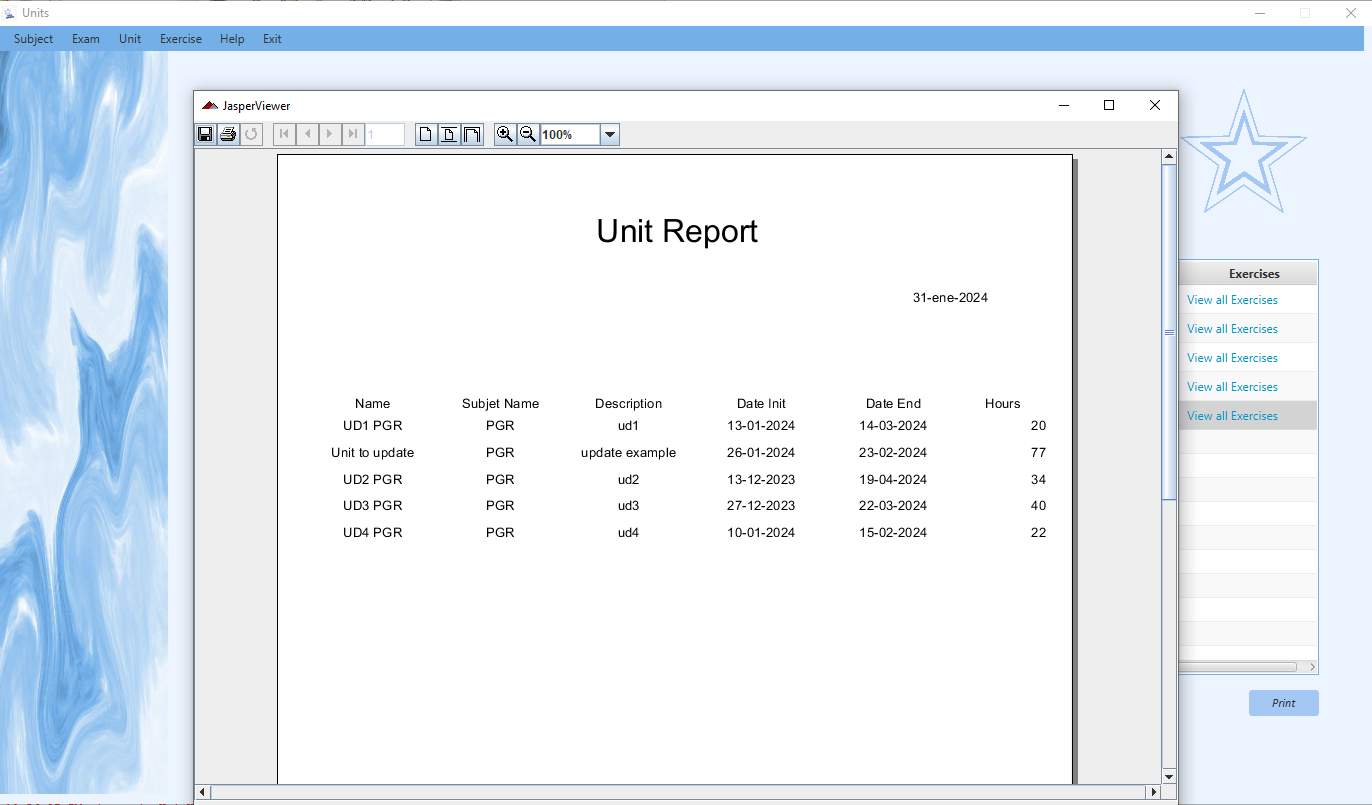 Units
Subject Exam Unit Exercise Help Exit
JasperViewer
1 100%
Unit Report
31-ene-2024
Name Subjet Name Description Date Init Date End Hours
UD1 PGR PGR ud1 13-01-2024 14-03-2024 20
Unit to update PGR update example 26-01-2024 23-02-2024 77
UD2 PGR PGR ud2 13-12-2023 19-04-2024 34
UD3 PGR PGR ud3 27-12-2023 22-03-2024 40
UD4 PGR PGR ud4 10-01-2024 15-02-2024 22
Exercises
View all Exercises
View all Exercises
View all Exercises
View all Exercises
View all Exercises
Print